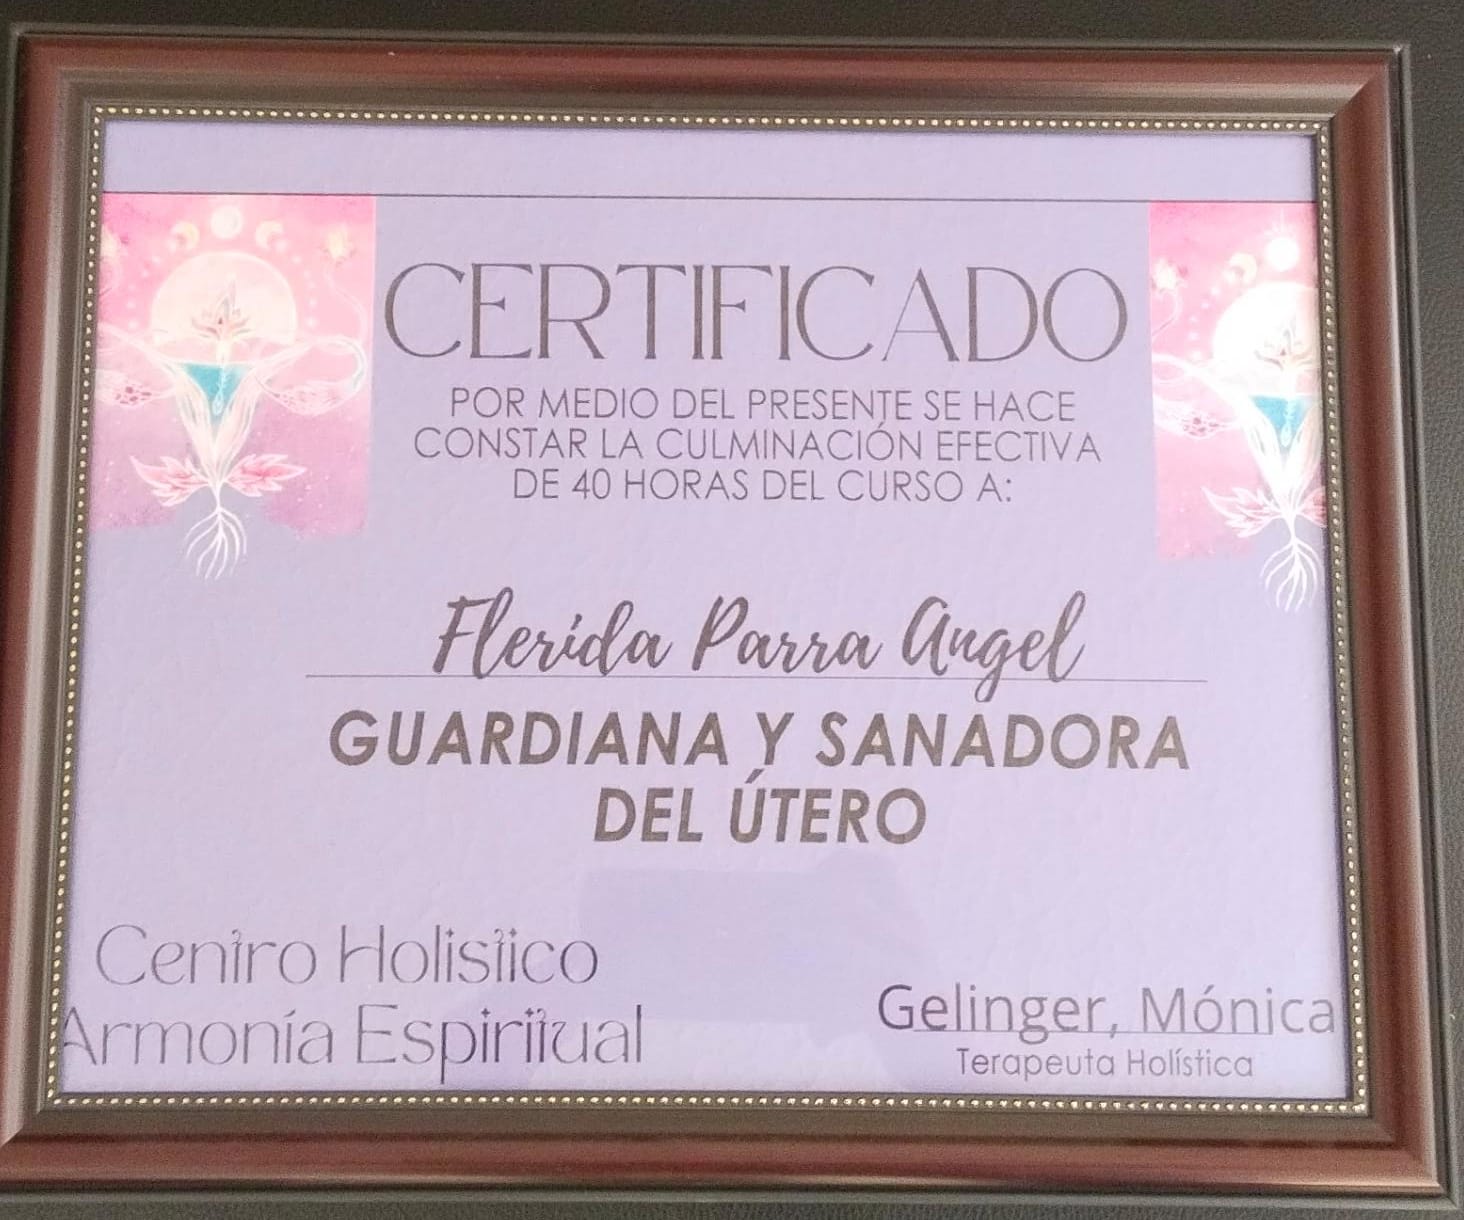 CERTIFICADO
POR MEDIO DEL PRESENTE SE HACE
CONSTAR LA CULMINACIÓN EFECTIVA
DE 40 HORAS DEL CURSO A:
Flerida Parra Angel
GUARDIANA Y SANADORA
DEL ÚTERO
Centro Holistico
Armonía Espiritual
Gelinger, Mónica
Terapeuta Holística